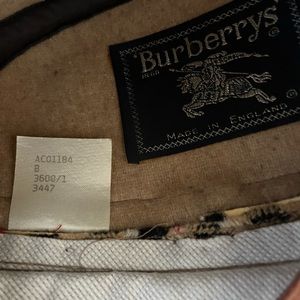 Burberrys
MADE IN ENGLAND
AC01184
B
3600/1
3447